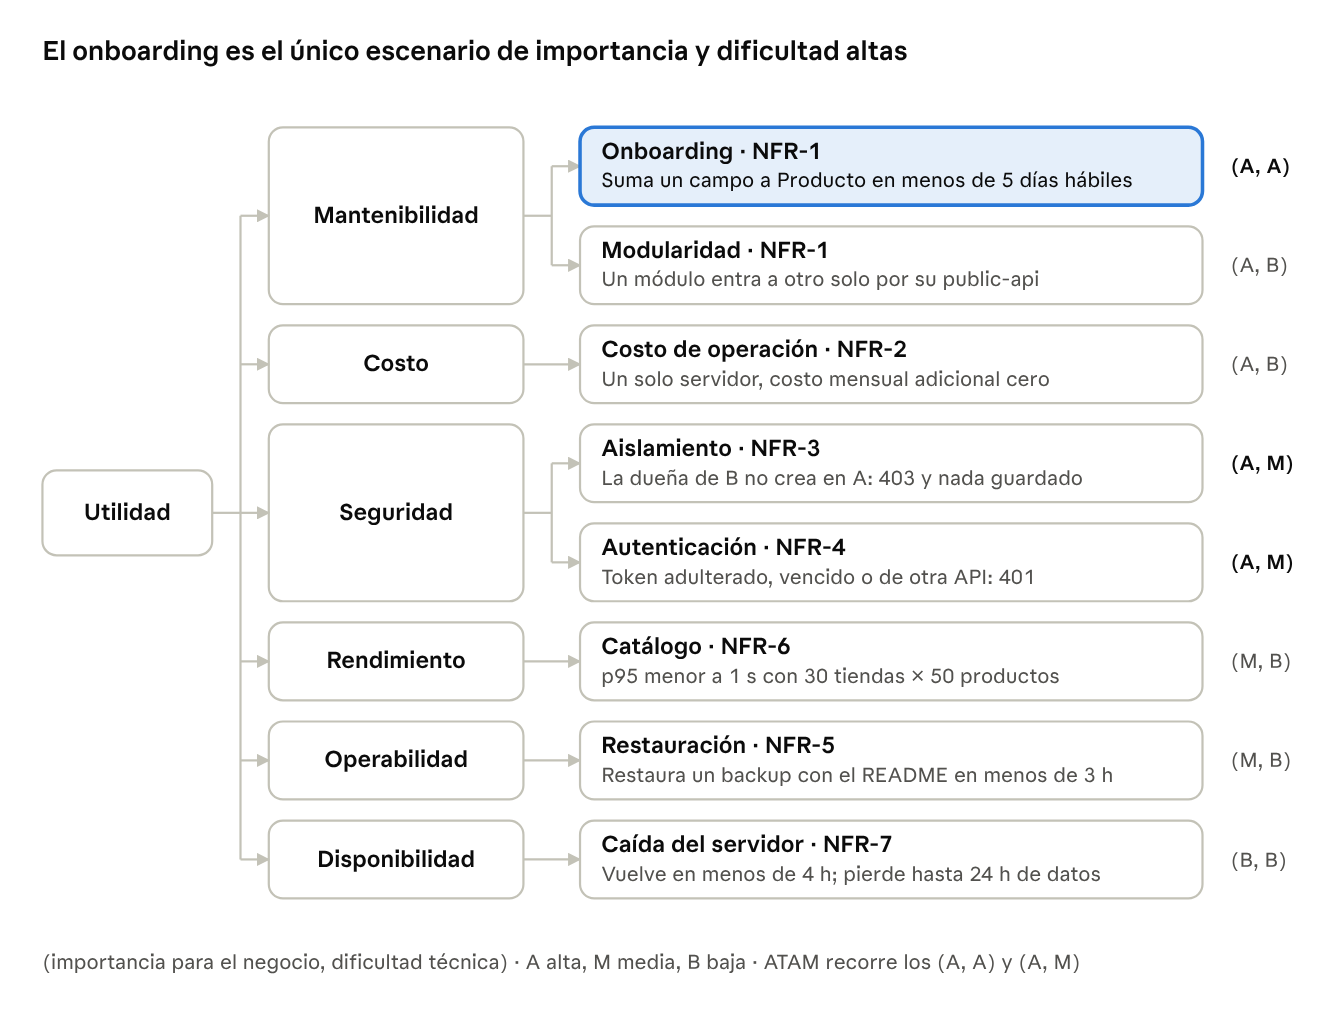 El onboarding es el único escenario de importancia y dificultad altas
Utilidad
Mantenibilidad
Onboarding · NFR-1
Suma un campo a Producto en menos de 5 días hábiles
(A, A)
Modularidad · NFR-1
Un módulo entra a otro solo por su public-api
(A, B)
Costo
Costo de operación · NFR-2
Un solo servidor, costo mensual adicional cero
(A, B)
Seguridad
Aislamiento · NFR-3
La dueña de B no crea en A: 403 y nada guardado
(A, M)
Autenticación · NFR-4
Token adulterado, vencido o de otra API: 401
(A, M)
Rendimiento
Catálogo · NFR-6
p95 menor a 1 s con 30 tiendas × 50 productos
(M, B)
Operabilidad
Restauración · NFR-5
Restaura un backup con el README en menos de 3 h
(M, B)
Disponibilidad
Caída del servidor · NFR-7
Vuelve en menos de 4 h; pierde hasta 24 h de datos
(B, B)
(importancia para el negocio, dificultad técnica) · A alta, M media, B baja · ATAM recorre los (A, A) y (A, M)